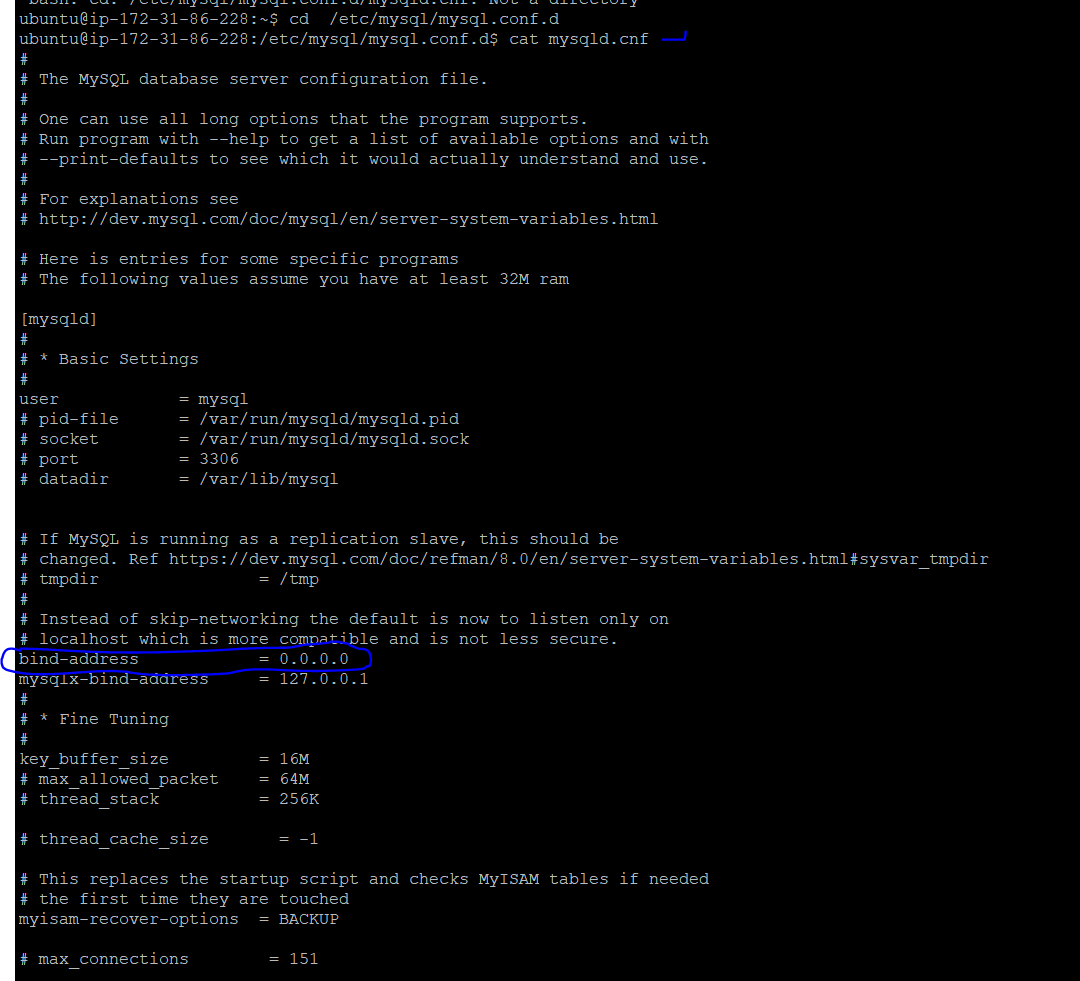 bash: cd: /etc/mysql/mysql.conf.d/mysqld.cnf: Not a directory
ubuntu@ip-172-31-86-228:~$ cd  /etc/mysql/mysql.conf.d
ubuntu@ip-172-31-86-228:/etc/mysql/mysql.conf.d$ cat mysqld.cnf
#
# The MySQL database server configuration file.
#
# One can use all long options that the program supports.
# Run program with --help to get a list of available options and with
# --print-defaults to see which it would actually understand and use.
#
# For explanations see
# http://dev.mysql.com/doc/mysql/en/server-system-variables.html
# Here is entries for some specific programs
# The following values assume you have at least 32M ram
[mysqld]
#
# * Basic Settings
#
user            = mysql
# pid-file      = /var/run/mysqld/mysqld.pid
# socket        = /var/run/mysqld/mysqld.sock
# port          = 3306
# datadir       = /var/lib/mysql
# If MySQL is running as a replication slave, this should be
# changed. Ref https://dev.mysql.com/doc/refman/8.0/en/server-system-variables.html#sysvar_tmpdir
# tmpdir                = /tmp
#
# Instead of skip-networking the default is now to listen only on
# localhost which is more compatible and is not less secure.
bind-address            = 0.0.0.0
mysqlx-bind-address     = 127.0.0.1
#
# * Fine Tuning
#
key_buffer_size         = 16M
# max_allowed_packet    = 64M
# thread_stack          = 256K
# thread_cache_size       = -1
# This replaces the startup script and checks MyISAM tables if needed
# the first time they are touched
myisam-recover-options  = BACKUP
# max_connections        = 151